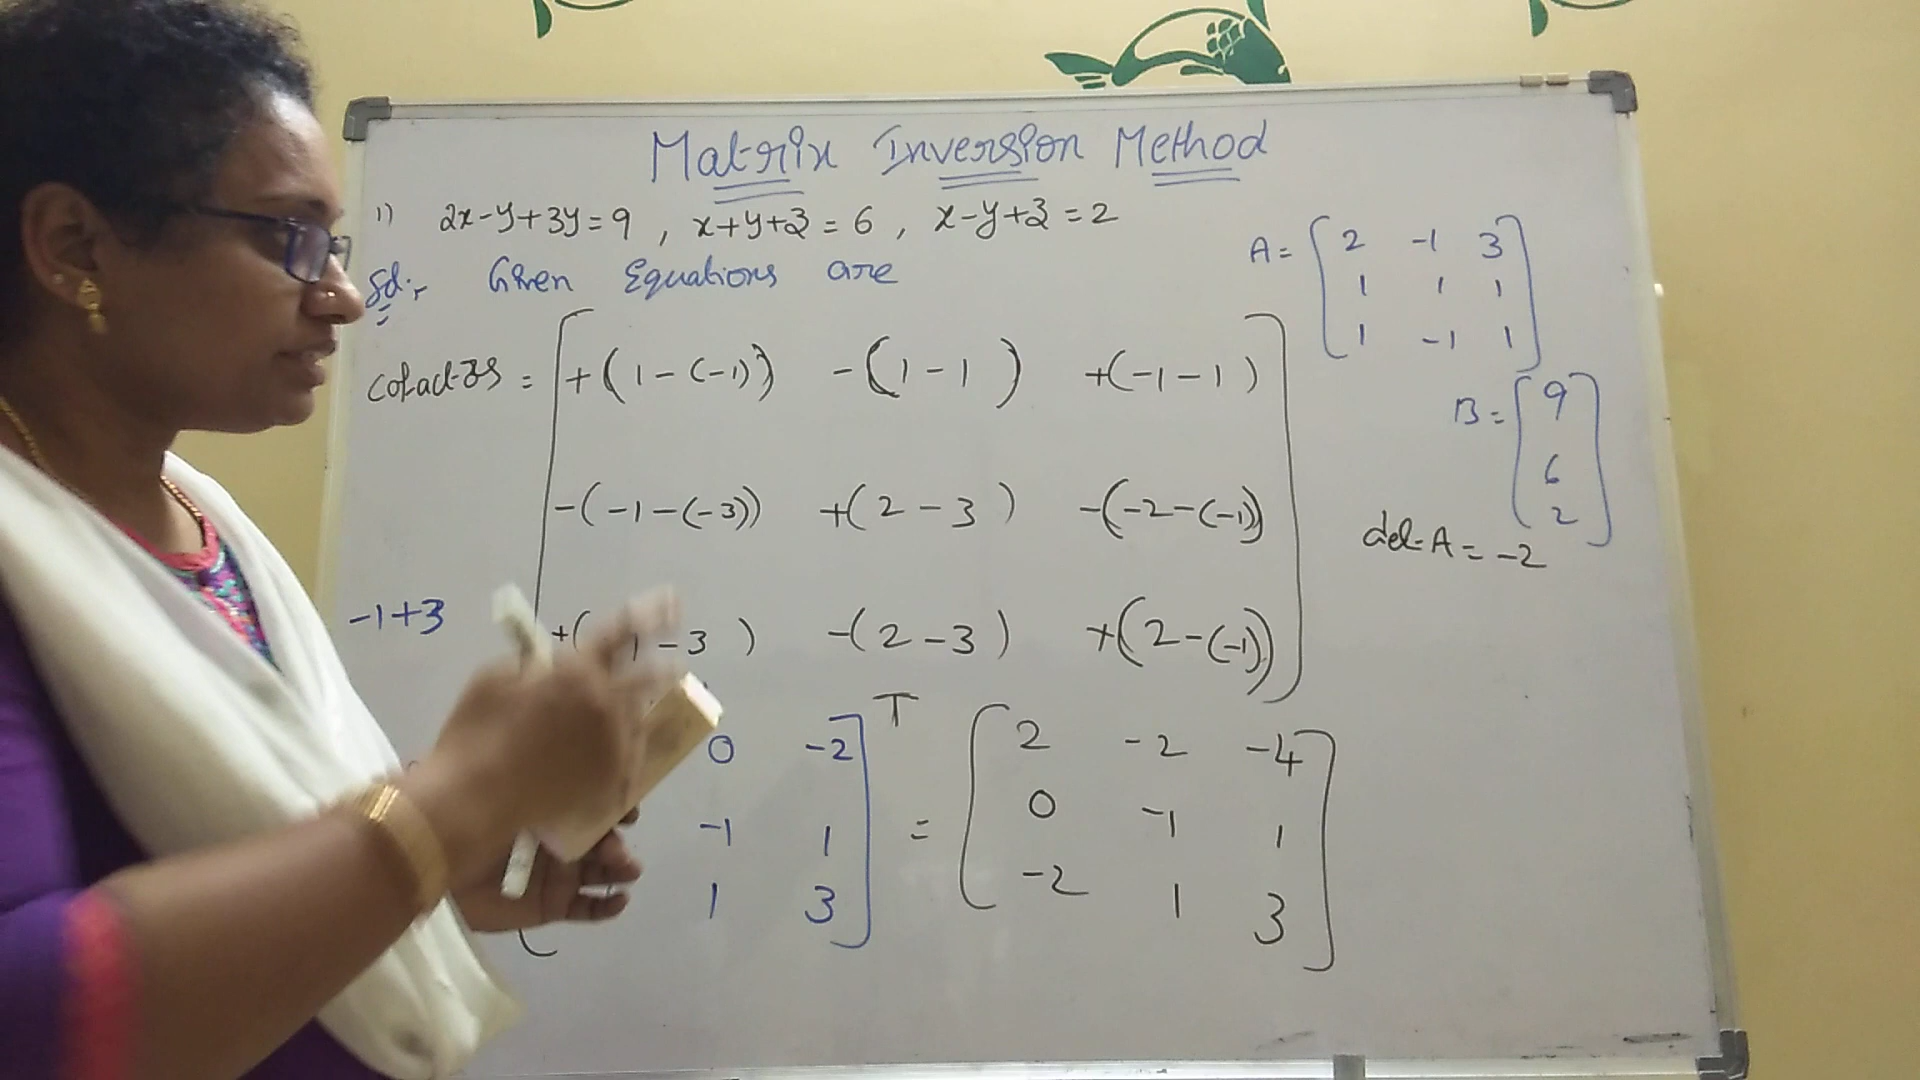 Matrix Inversion Method
1) 2x-y+3y=9 , x+y+z=6 , x-y+z=2
Sol:- Given Equations are
A = [ 2 -1 3
1 1 1
1 -1 1 ]
B = [ 9
6
2 ]
det A = -2
Cofactors = [ +(1-(-1)) -(1-1) +(-1-1)
-(-1-(-3)) +(2-3) -(-2-(-1))
+( 1-3) -(2-3) +(2-(-1)) ]
-1+3
0 -2 ] T = [ 2 -2 -4
-1 1 0 -1 1
1 3 -2 1 3 ]